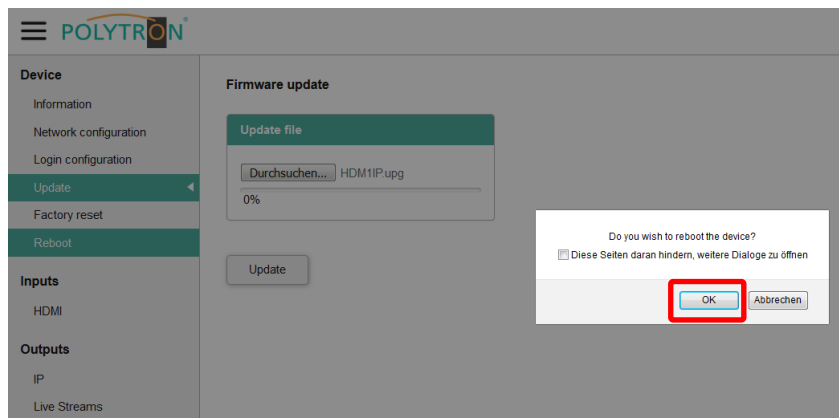 POLYTRON
Device
Information
Network configuration
Login configuration
Update
Factory reset
Reboot
Inputs
HDMI
Outputs
IP
Live Streams
Firmware update
Update file
Durchsuchen... HDM1IP.upg
0%
Update
Do you wish to reboot the device?
Diese Seiten daran hindern, weitere Dialoge zu öffnen
OK Abbrechen